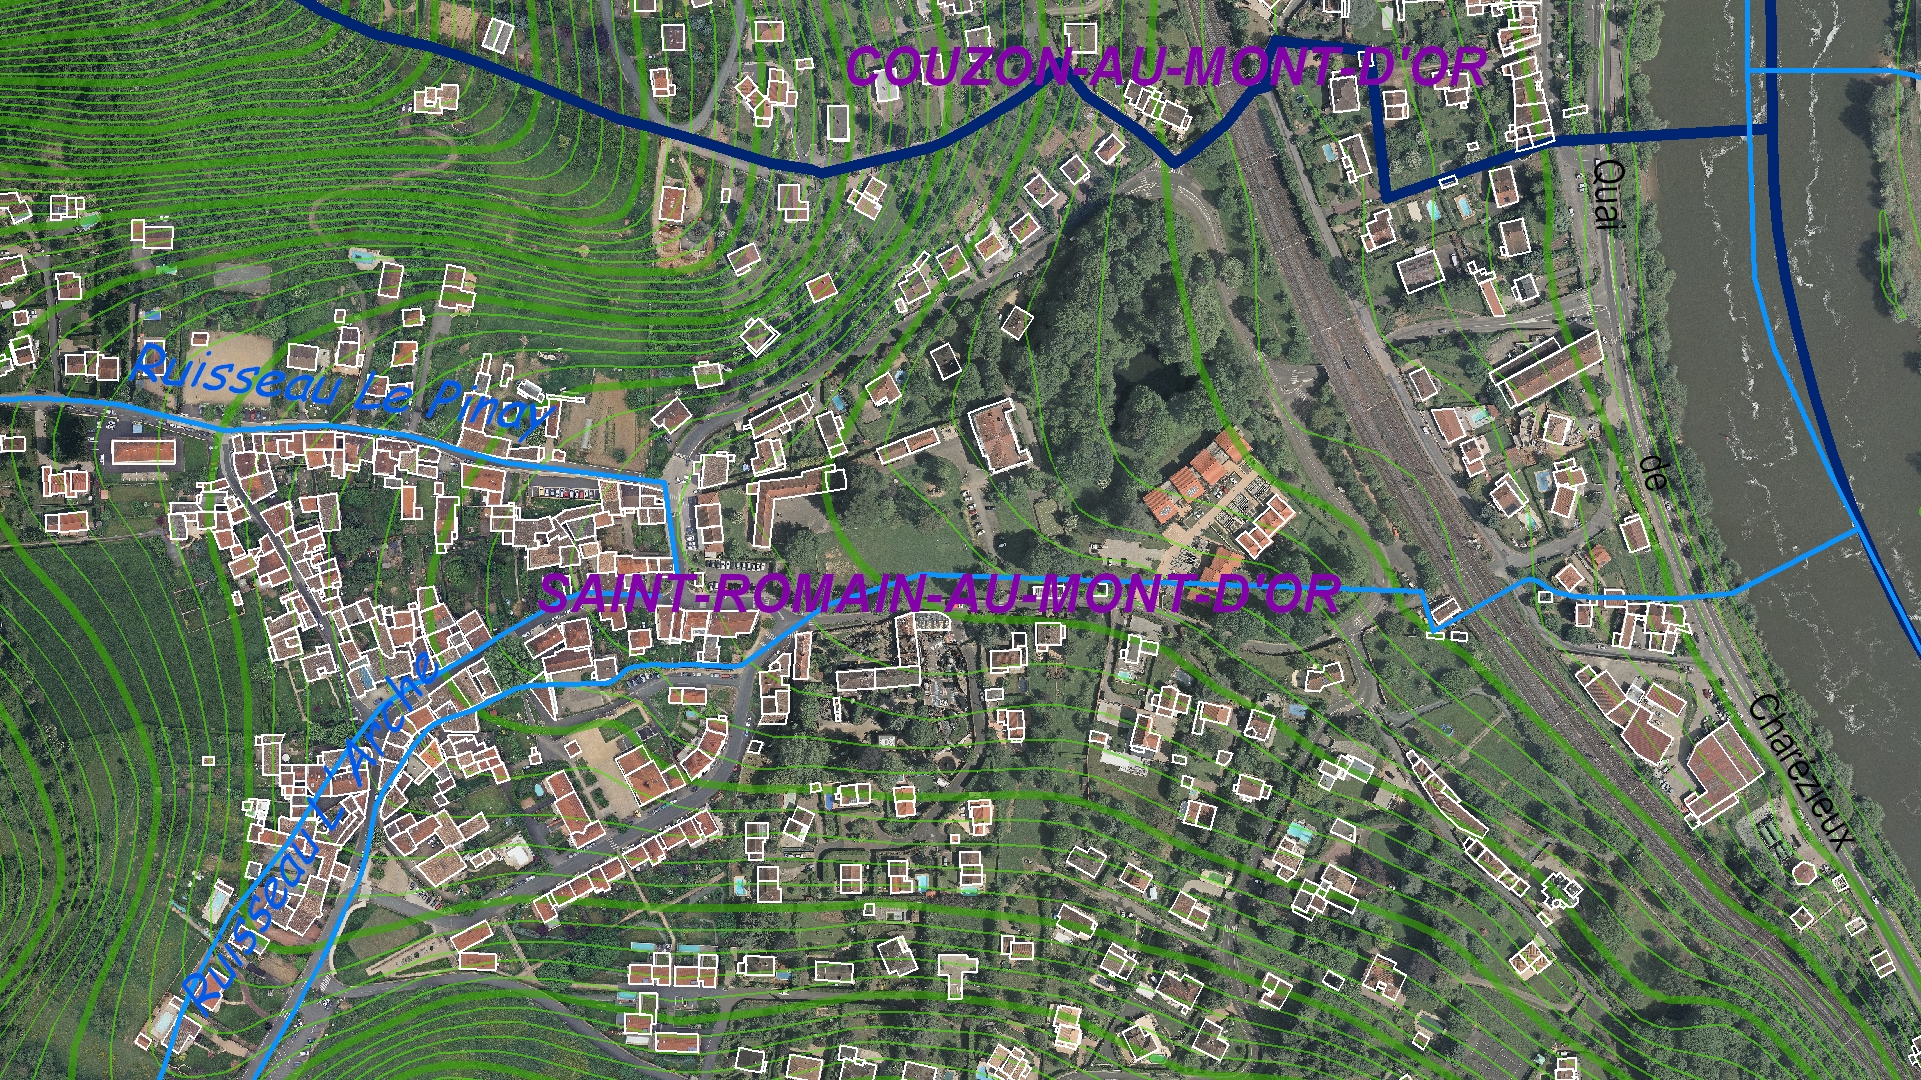 COUZON-AU-MONT-D'OR
Quai
de
Charézieux
Ruisseau Le Pinay
SAINT-ROMAIN-AU-MONT-D'OR
Ruisseau L'Arche